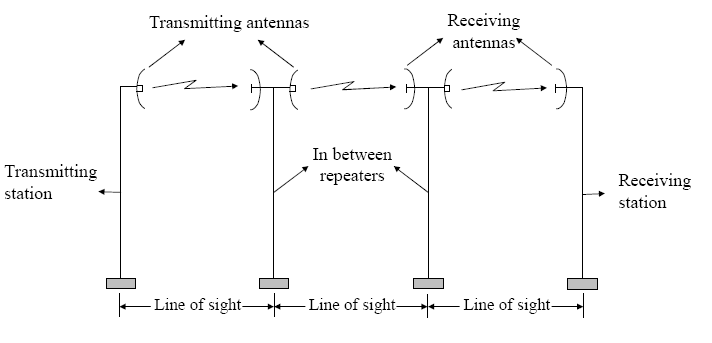 Transmitting antennas
Receiving
antennas
In between
repeaters
Transmitting
station
Receiving
station
Line of sight
Line of sight
Line of sight